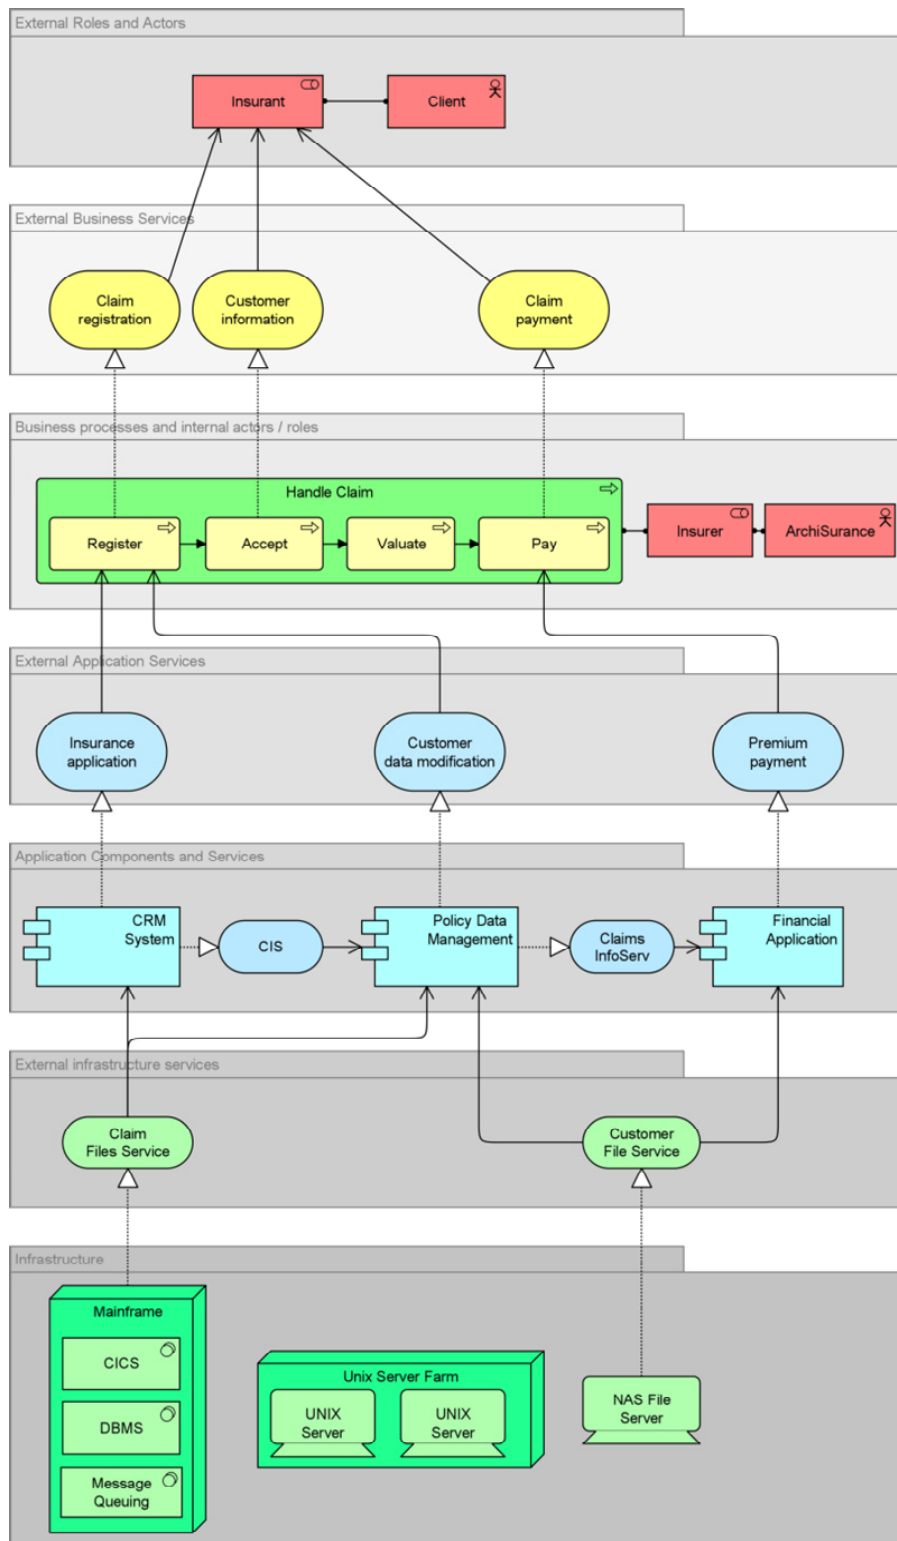 External Roles and Actors
Insurant
Client
External Business Services
Claim
registration
Customer
information
Claim
payment
Business processes and internal actors / roles
Handle Claim
Register
Accept
Valuate
Pay
Insurer
ArchiSurance
External Application Services
Insurance
application
Customer
data modification
Premium
payment
Application Components and Services
CRM
System
CIS
Policy Data
Management
Claims
InfoServ
Financial
Application
External infrastructure services
Claim
Files Service
Customer
File Service
Infrastructure
Mainframe
CICS
DBMS
Message
Queuing
Unix Server Farm
UNIX
Server
UNIX
Server
NAS File
Server